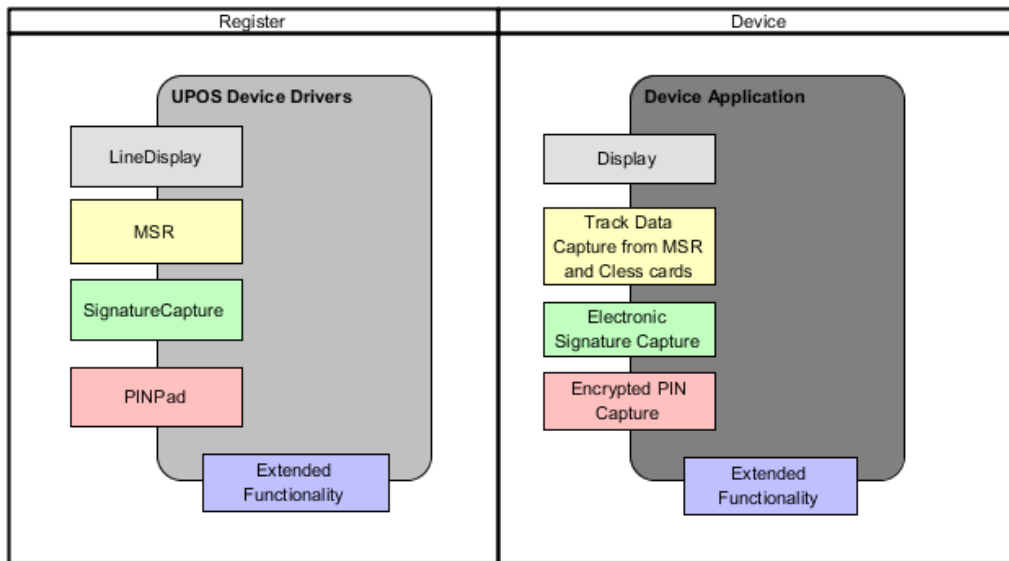 Register
Device
UPOS Device Drivers
LineDisplay
MSR
SignatureCapture
PINPad
Extended
Functionality
Device Application
Display
Track Data
Capture from MSR
and Cless cards
Electronic
Signature Capture
Encrypted PIN
Capture
Extended
Functionality